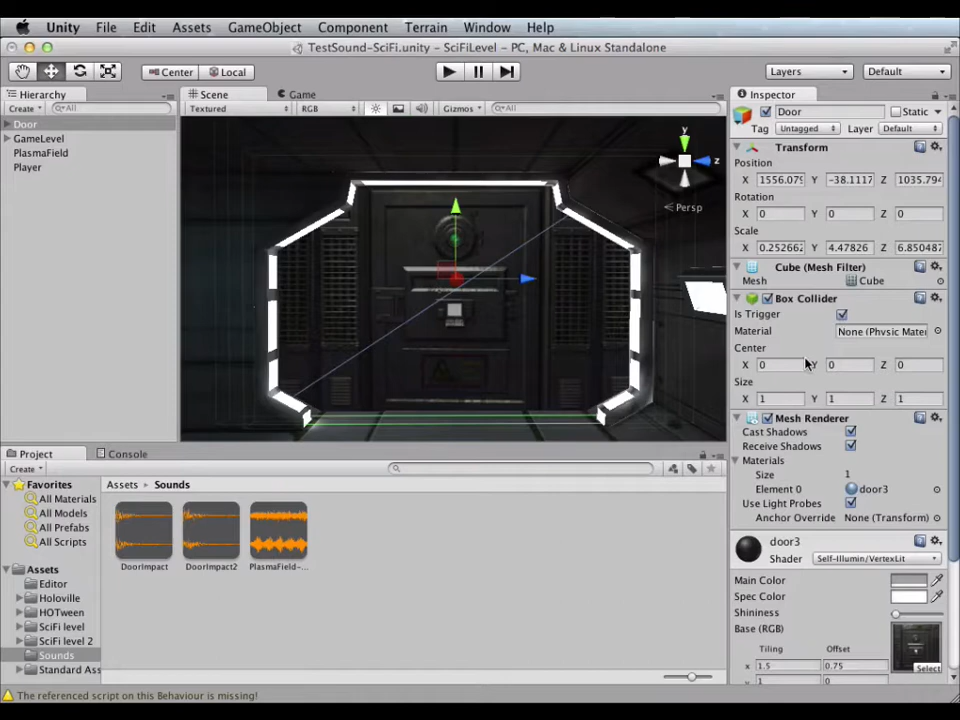 Unity File Edit Assets GameObject Component Terrain Window Help
TestSound-SciFi.unity - SciFiLevel - PC, Mac & Linux Standalone
Center Local Layers Default
Hierarchy
Create All
Door
GameLevel
PlasmaField
Player
Scene Game
Textured RGB Gizmos All
y
z
Persp
Inspector
Door Static
Tag Untagged Layer Default
Transform
Position
X 1556.079 Y -38.1117 Z 1035.794
Rotation
X 0 Y 0 Z 0
Scale
X 0.252662 Y 4.47826 Z 6.850487
Cube (Mesh Filter)
Mesh Cube
Box Collider
Is Trigger
Material None (Physic Mater
Center
X 0 Y 0 Z 0
Size
X 1 Y 1 Z 1
Mesh Renderer
Cast Shadows
Receive Shadows
Materials
Size 1
Element 0 door3
Use Light Probes
Anchor Override None (Transform)
door3
Shader Self-Illumin/VertexLit
Main Color
Spec Color
Shininess
Base (RGB)
Tiling Offset
x 1.5 0.75
y 1 0
Select
Project Console
Create
Favorites
All Materials
All Models
All Prefabs
All Scripts
Assets
Editor
Holoville
HOTween
SciFi level
SciFi level 2
Sounds
Standard Ass
Assets Sounds
DoorImpact DoorImpact2 PlasmaField-...
The referenced script on this Behaviour is missing!